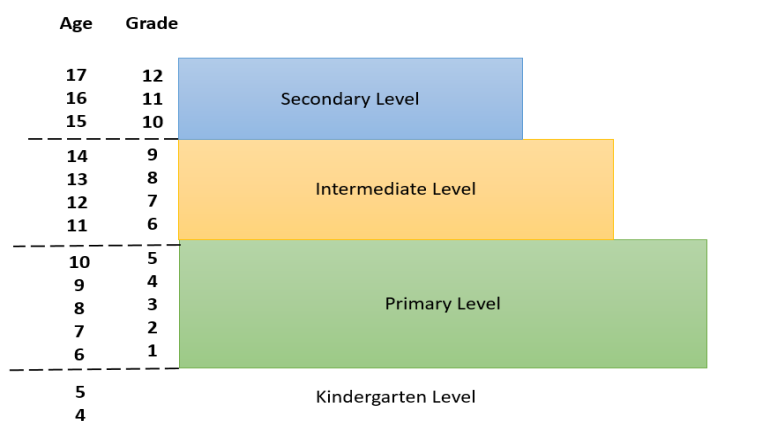 Age Grade
17 12
16 11 Secondary Level
15 10
14 9
13 8 Intermediate Level
12 7
11 6
10 5
9 4
8 3 Primary Level
7 2
6 1
5 Kindergarten Level
4